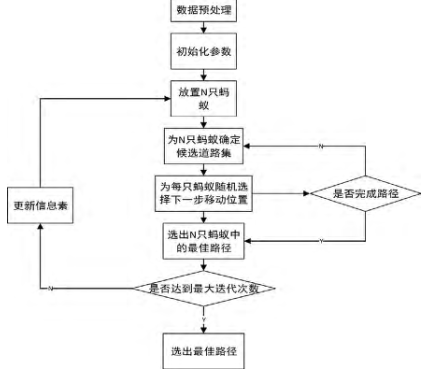 数据预处理
初始化参数
放置N只蚂
蚁
为N只蚂蚁确定
候选道路集
N
为每只蚂蚁随机选
择下一步移动位置
是否完成路径
更新信息素
选出N只蚂蚁中
的最佳路径
Y
是否达到最大迭代次数
N
Y
选出最佳路径